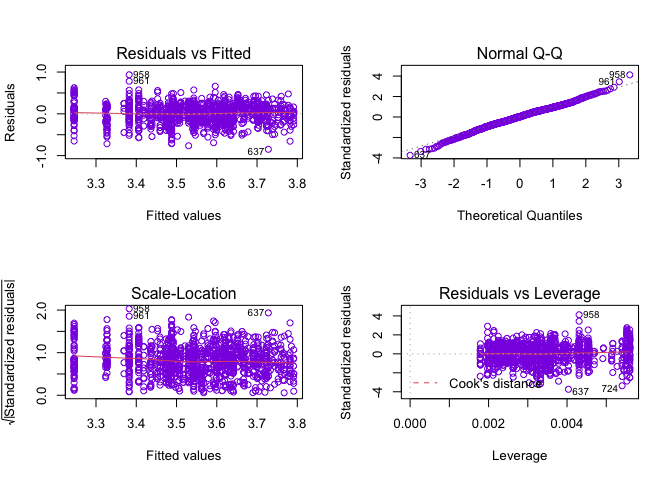 Residuals vs Fitted
Residuals
1.0
0.0
-1.0
958
961
637
3.3 3.4 3.5 3.6 3.7 3.8
Fitted values
Normal Q-Q
Standardized residuals
4
2
0
-4
958
961
637
-3 -2 -1 0 1 2 3
Theoretical Quantiles
Scale-Location
√|Standardized residuals|
2.0
1.0
0.0
958
961
637
3.3 3.4 3.5 3.6 3.7 3.8
Fitted values
Residuals vs Leverage
Standardized residuals
4
2
0
-4
958
Cook's distance
637
724
0.000 0.002 0.004
Leverage